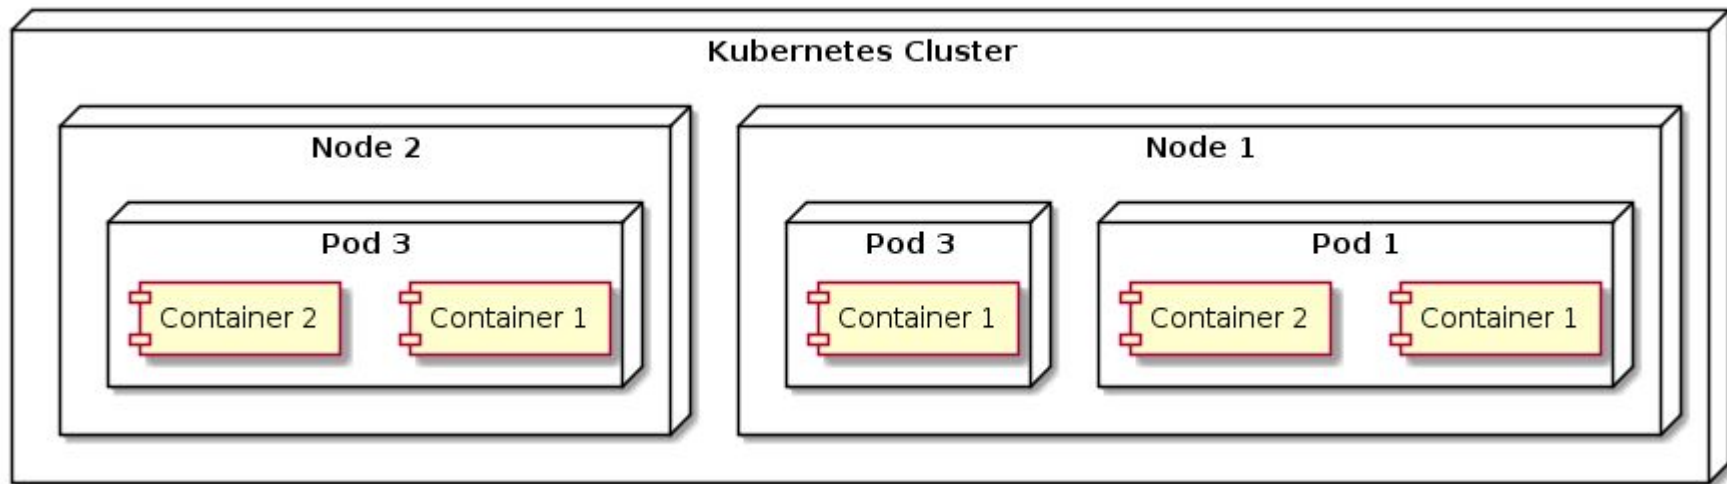 Kubernetes Cluster
Node 2
Pod 3
Container 2
Container 1
Node 1
Pod 3
Container 1
Pod 1
Container 2
Container 1